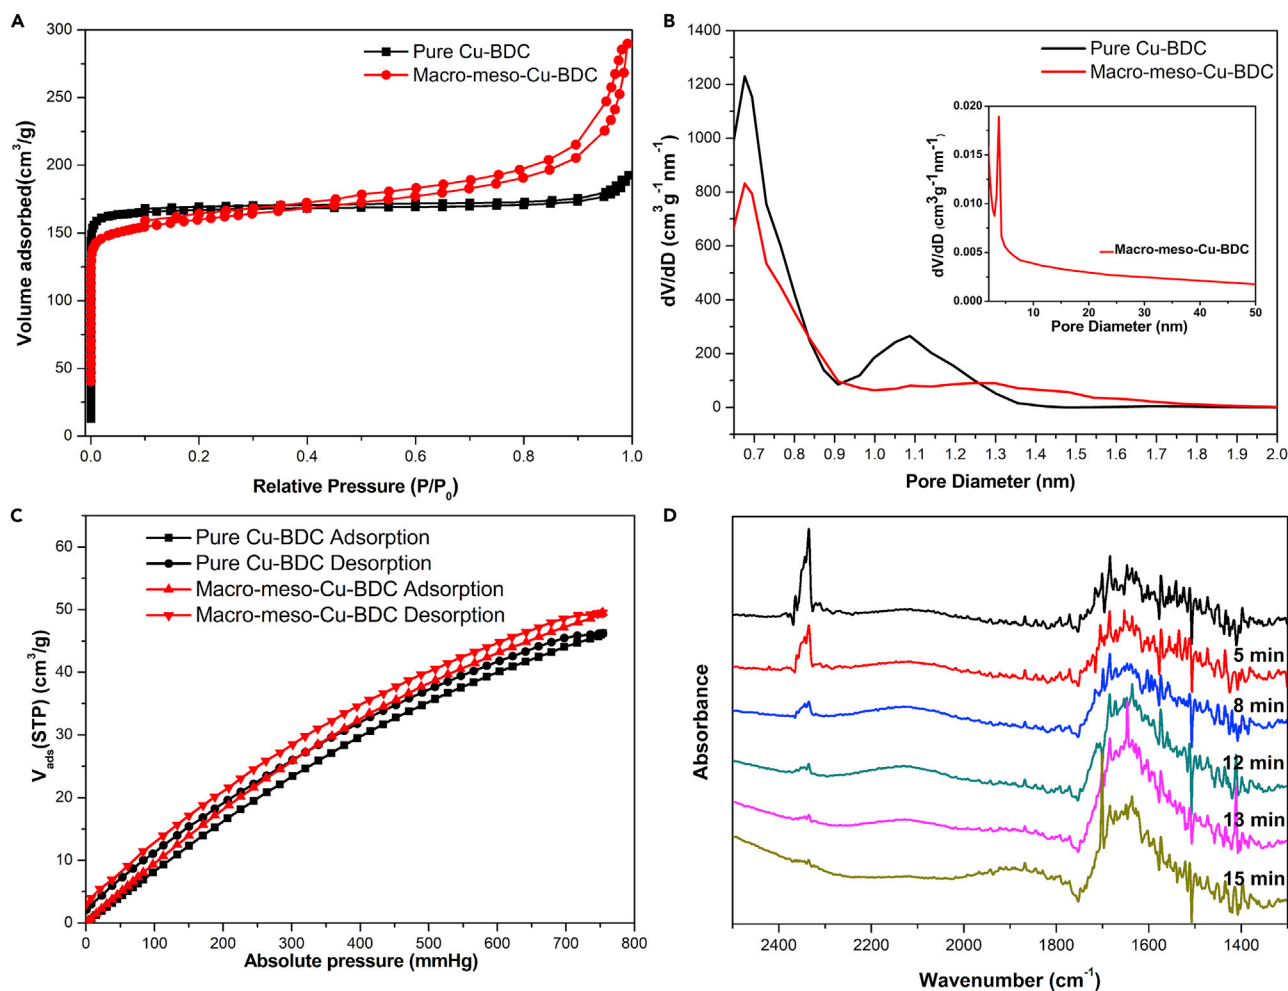 A
Pure Cu-BDC
Macro-meso-Cu-BDC
Volume adsorbed(cm³/g)
300
250
200
150
100
50
0
0.0 0.2 0.4 0.6 0.8 1.0
Relative Pressure (P/P₀)
B
Pure Cu-BDC
Macro-meso-Cu-BDC
dV/dD (cm³ g⁻¹ nm⁻¹)
1400
1200
1000
800
600
400
200
0
0.7 0.8 0.9 1.0 1.1 1.2 1.3 1.4 1.5 1.6 1.7 1.8 1.9 2.0
Pore Diameter (nm)
dV/dD (cm³g⁻¹nm⁻¹)
0.020
0.015
0.010
0.005
0.000
Macro-meso-Cu-BDC
10 20 30 40 50
Pore Diameter (nm)
C
Pure Cu-BDC Adsorption
Pure Cu-BDC Desorption
Macro-meso-Cu-BDC Adsorption
Macro-meso-Cu-BDC Desorption
V_ads(STP) (cm³/g)
60
50
40
30
20
10
0
0 100 200 300 400 500 600 700 800
Absolute pressure (mmHg)
D
Absorbance
5 min
8 min
12 min
13 min
15 min
2400 2200 2000 1800 1600 1400
Wavenumber (cm⁻¹)